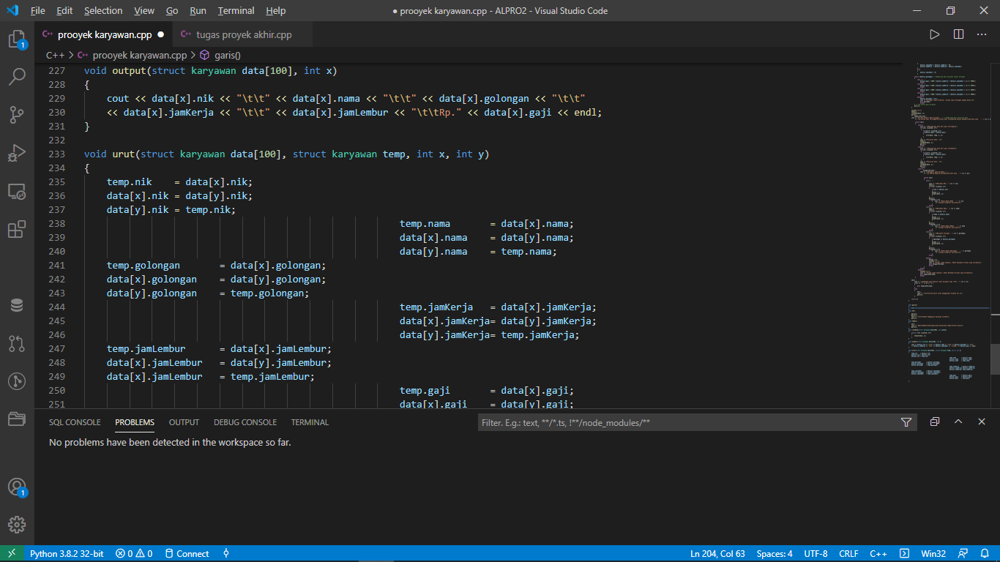 File Edit Selection View Go Run Terminal Help ● prooyek karyawan.cpp - ALPRO2 - Visual Studio Code
prooyek karyawan.cpp ● tugas proyek akhir.cpp
C++ > prooyek karyawan.cpp > garis()
227 void output(struct karyawan data[100], int x)
228 {
229 cout << data[x].nik << "\t\t" << data[x].nama << "\t\t" << data[x].golongan << "\t\t"
230 << data[x].jamKerja << "\t\t" << data[x].jamLembur << "\t\tRp." << data[x].gaji << endl;
231 }
232
233 void urut(struct karyawan data[100], struct karyawan temp, int x, int y)
234 {
235 temp.nik = data[x].nik;
236 data[x].nik = data[y].nik;
237 data[y].nik = temp.nik;
238 temp.nama = data[x].nama;
239 data[x].nama = data[y].nama;
240 data[y].nama = temp.nama;
241 temp.golongan = data[x].golongan;
242 data[x].golongan = data[y].golongan;
243 data[y].golongan = temp.golongan;
244 temp.jamKerja = data[x].jamKerja;
245 data[x].jamKerja= data[y].jamKerja;
246 data[y].jamKerja= temp.jamKerja;
247 temp.jamLembur = data[x].jamLembur;
248 data[x].jamLembur = data[y].jamLembur;
249 data[x].jamLembur = temp.jamLembur;
250 temp.gaji = data[x].gaji;
251 data[x].gaji = data[y].gaji;
SQL CONSOLE PROBLEMS OUTPUT DEBUG CONSOLE TERMINAL Filter. E.g.: text, **/*.ts, !**/node_modules/**
No problems have been detected in the workspace so far.
1
1
Python 3.8.2 32-bit 0 0 Connect Ln 204, Col 63 Spaces: 4 UTF-8 CRLF C++ Win32